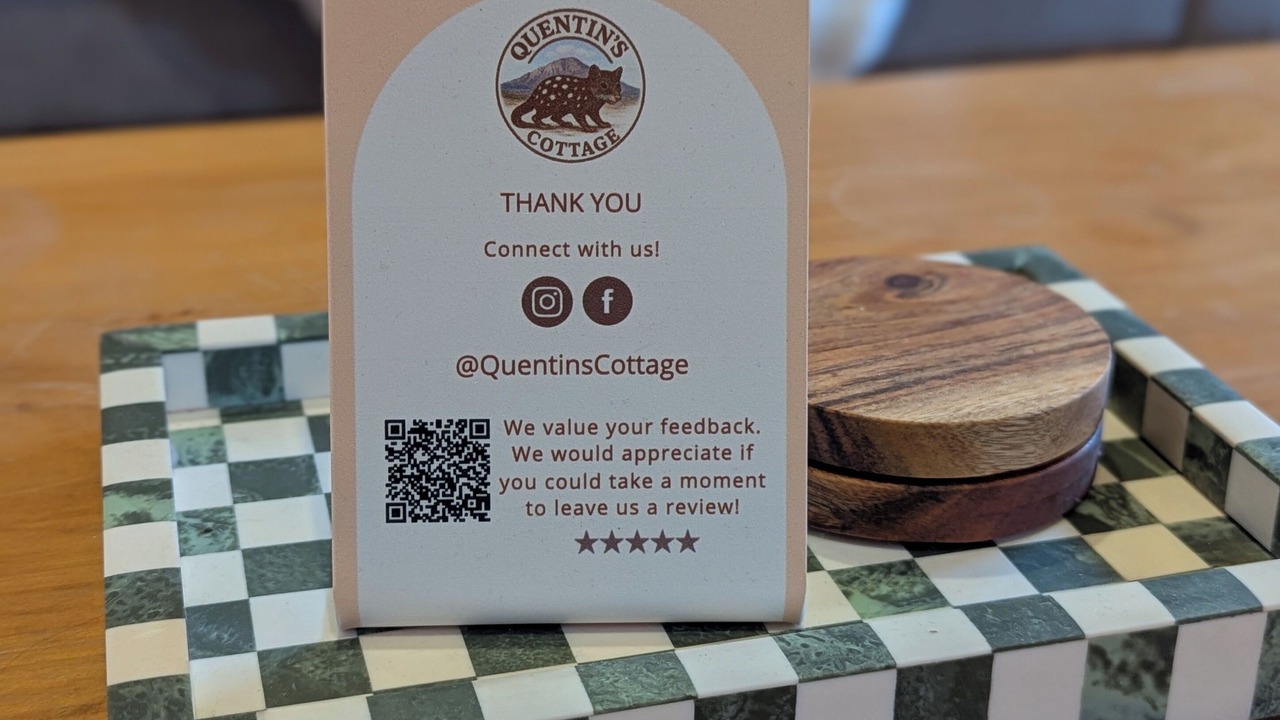 QUENTIN'S
COTTAGE
THANK YOU
Connect with us!
@QuentinsCottage
We value your feedback.
We would appreciate if
you could take a moment
to leave us a review!